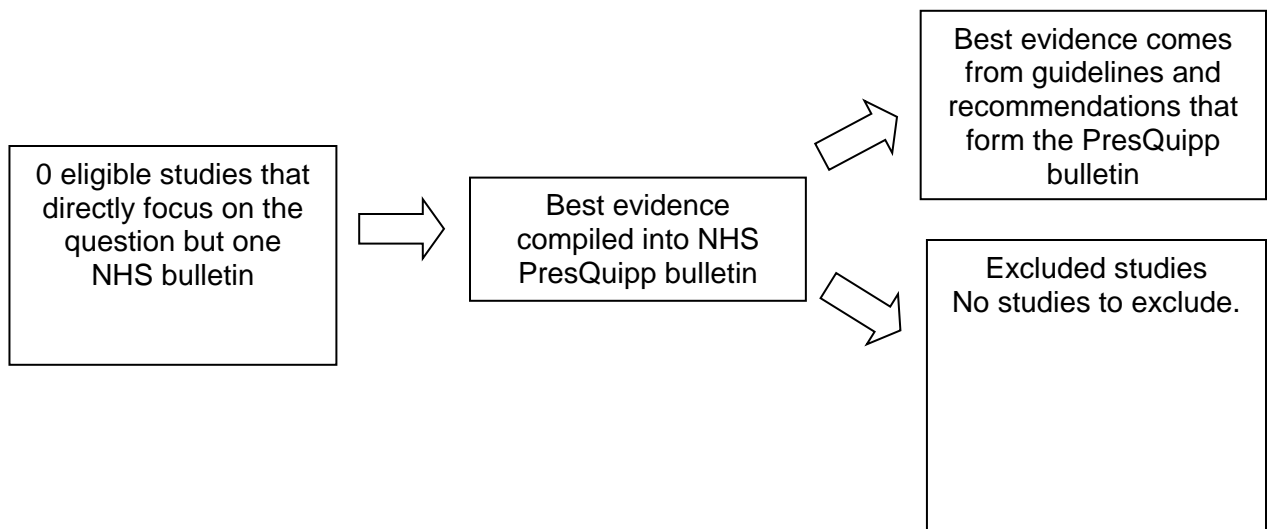 0 eligible studies that
directly focus on the
question but one
NHS bulletin
Best evidence
compiled into NHS
PresQuipp bulletin
Best evidence comes
from guidelines and
recommendations that
form the PresQuipp
bulletin
Excluded studies
No studies to exclude.